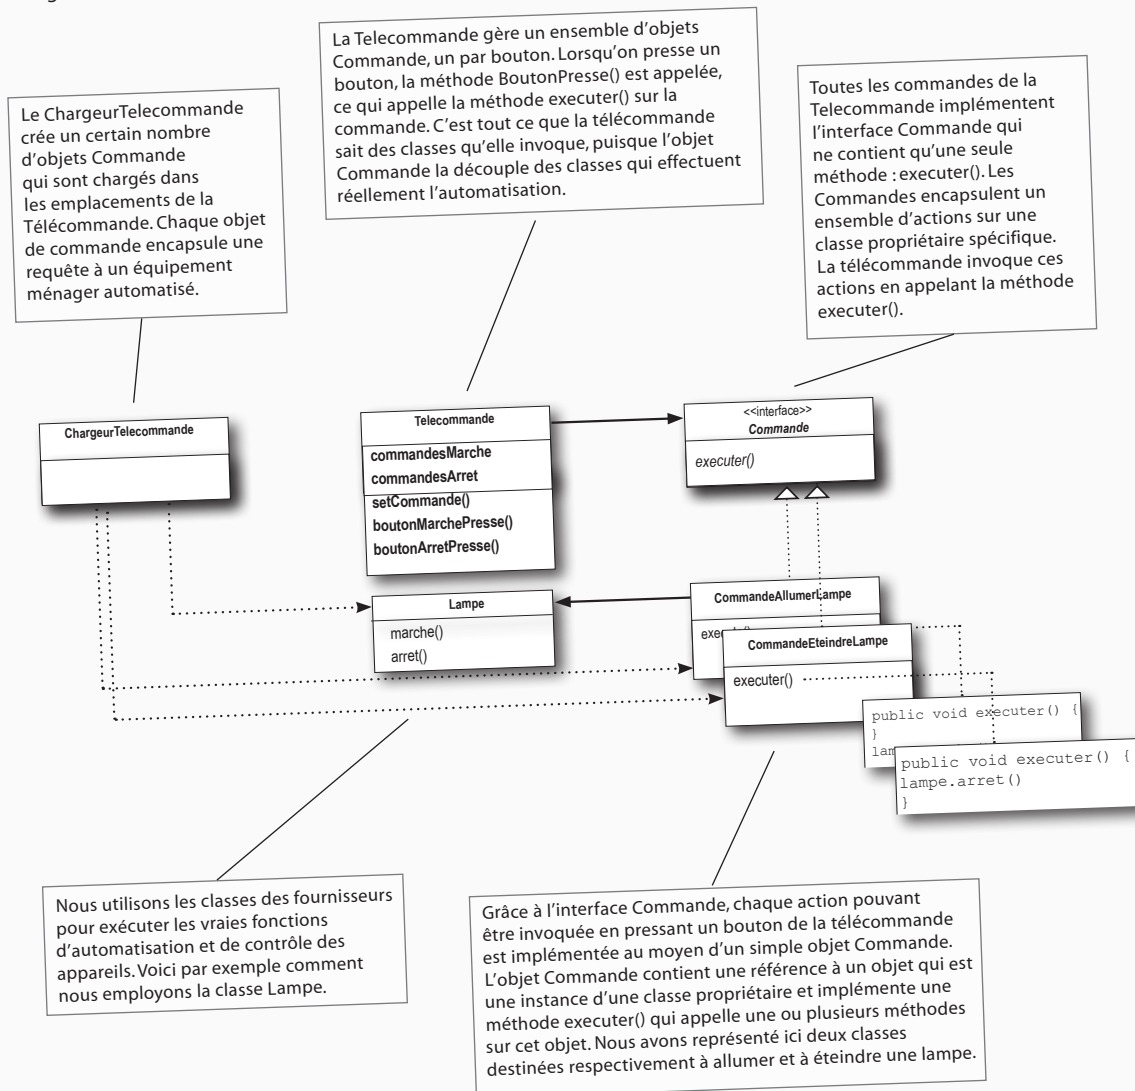 La Telecommande gère un ensemble d'objets
Commande, un par bouton. Lorsqu'on presse un
bouton, la méthode BoutonPresse() est appelée,
ce qui appelle la méthode executer() sur la
commande. C'est tout ce que la télécommande
sait des classes qu'elle invoque, puisque l'objet
Commande la découple des classes qui effectuent
réellement l'automatisation.
Toutes les commandes de la
Telecommande implémentent
l'interface Commande qui
ne contient qu'une seule
méthode : executer(). Les
Commandes encapsulent un
ensemble d'actions sur une
classe propriétaire spécifique.
La télécommande invoque ces
actions en appelant la méthode
executer().
Le ChargeurTelecommande
crée un certain nombre
d'objets Commande
qui sont chargés dans
les emplacements de la
Télécommande. Chaque objet
de commande encapsule une
requête à un équipement
ménager automatisé.
ChargeurTelecommande
Telecommande
commandesMarche
commandesArret
setCommande()
boutonMarchePresse()
boutonArretPresse()
<<interface>>
Commande
executer()
Lampe
marche()
arret()
CommandeAllumerLampe
CommandeEteindreLampe
executer()
public void executer() {
}
public void executer() {
lampe.arret()
}
Nous utilisons les classes des fournisseurs
pour exécuter les vraies fonctions
d'automatisation et de contrôle des
appareils. Voici par exemple comment
nous employons la classe Lampe.
Grâce à l'interface Commande, chaque action pouvant
être invoquée en pressant un bouton de la télécommande
est implémentée au moyen d'un simple objet Commande.
L'objet Commande contient une référence à un objet qui est
une instance d'une classe propriétaire et implémente une
méthode executer() qui appelle une ou plusieurs méthodes
sur cet objet. Nous avons représenté ici deux classes
destinées respectivement à allumer et à éteindre une lampe.